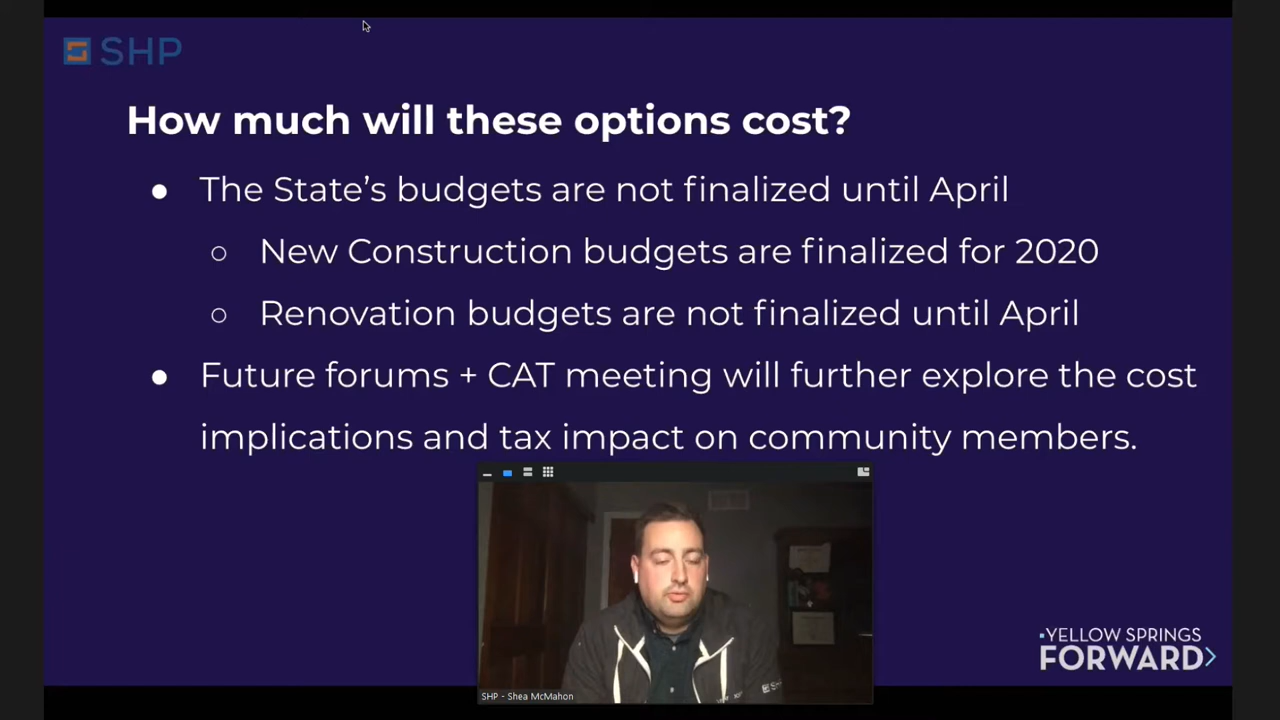 SHP
How much will these options cost?
● The State’s budgets are not finalized until April
○ New Construction budgets are finalized for 2020
○ Renovation budgets are not finalized until April
● Future forums + CAT meeting will further explore the cost
implications and tax impact on community members.
SHP - Shea McMahon
YELLOW SPRINGS
FORWARD